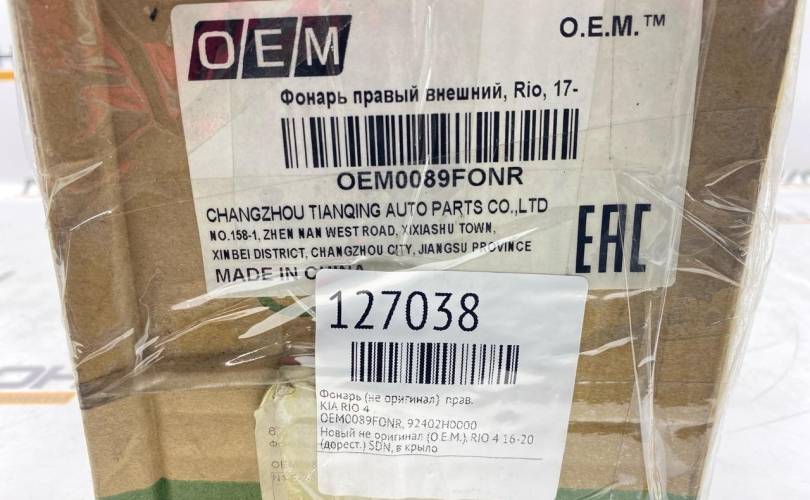 OEM
O.E.M.™
Фонарь правый внешний, Rio, 17-
OEM0089FONR
CHANGZHOU TIANQING AUTO PARTS CO.,LTD
NO.158-1, ZHEN NAN WEST ROAD, XIXIASHU TOWN,
XINBEI DISTRICT, CHANGZHOU CITY, JIANGSU PROVINCE
MADE IN CHINA
EAC
127038
Фонарь (не оригинал) прав.
KIA RIO 4
OEM0089FONR, 92402H0000
Новый не оригинал (O.E.M.), RIO 4 16-20
(дорест.) SDN, в крыло